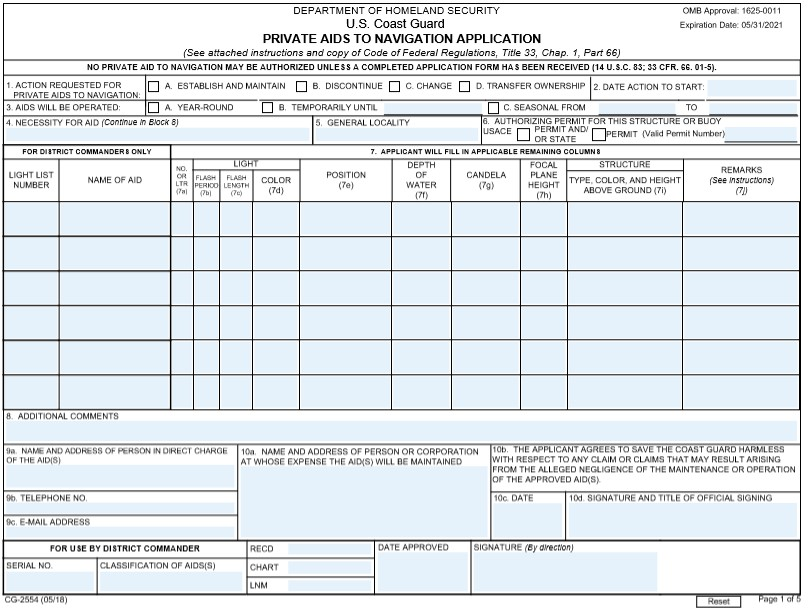 DEPARTMENT OF HOMELAND SECURITY
U.S. Coast Guard
PRIVATE AIDS TO NAVIGATION APPLICATION
(See attached instructions and copy of Code of Federal Regulations, Title 33, Chap. 1, Part 66)
OMB Approval: 1625-0011
Expiration Date: 05/31/2021
NO PRIVATE AID TO NAVIGATION MAY BE AUTHORIZED UNLESS A COMPLETED APPLICATION FORM HAS BEEN RECEIVED (14 U.S.C. 83; 33 CFR. 66. 01-5).
1. ACTION REQUESTED FOR
PRIVATE AIDS TO NAVIGATION:
A. ESTABLISH AND MAINTAIN
B. DISCONTINUE
C. CHANGE
D. TRANSFER OWNERSHIP
2. DATE ACTION TO START:
3. AIDS WILL BE OPERATED:
A. YEAR-ROUND
B. TEMPORARILY UNTIL
C. SEASONAL FROM
TO
4. NECESSITY FOR AID (Continue in Block 8)
5. GENERAL LOCALITY
6. AUTHORIZING PERMIT FOR THIS STRUCTURE OR BUOY
USACE
PERMIT AND/
OR STATE
PERMIT (Valid Permit Number)
FOR DISTRICT COMMANDERS ONLY
7. APPLICANT WILL FILL IN APPLICABLE REMAINING COLUMNS
LIGHT LIST
NUMBER
NAME OF AID
NO.
OR
LTR
(7a)
LIGHT
FLASH
PERIOD
(7b)
FLASH
LENGTH
(7c)
COLOR
(7d)
POSITION
(7e)
DEPTH
OF
WATER
(7f)
CANDELA
(7g)
FOCAL
PLANE
HEIGHT
(7h)
STRUCTURE
TYPE, COLOR, AND HEIGHT
ABOVE GROUND (7i)
REMARKS
(See Instructions)
(7j)
8. ADDITIONAL COMMENTS
9a. NAME AND ADDRESS OF PERSON IN DIRECT CHARGE
OF THE AID(S)
9b. TELEPHONE NO.
9c. E-MAIL ADDRESS
10a. NAME AND ADDRESS OF PERSON OR CORPORATION
AT WHOSE EXPENSE THE AID(S) WILL BE MAINTAINED
10b. THE APPLICANT AGREES TO SAVE THE COAST GUARD HARMLESS
WITH RESPECT TO ANY CLAIM OR CLAIMS THAT MAY RESULT ARISING
FROM THE ALLEGED NEGLIGENCE OF THE MAINTENANCE OR OPERATION
OF THE APPROVED AID(S).
10c. DATE
10d. SIGNATURE AND TITLE OF OFFICIAL SIGNING
FOR USE BY DISTRICT COMMANDER
SERIAL NO.
CLASSIFICATION OF AIDS(S)
RECD
CHART
LNM
DATE APPROVED
SIGNATURE (By direction)
CG-2554 (05/18)
Reset
Page 1 of 5